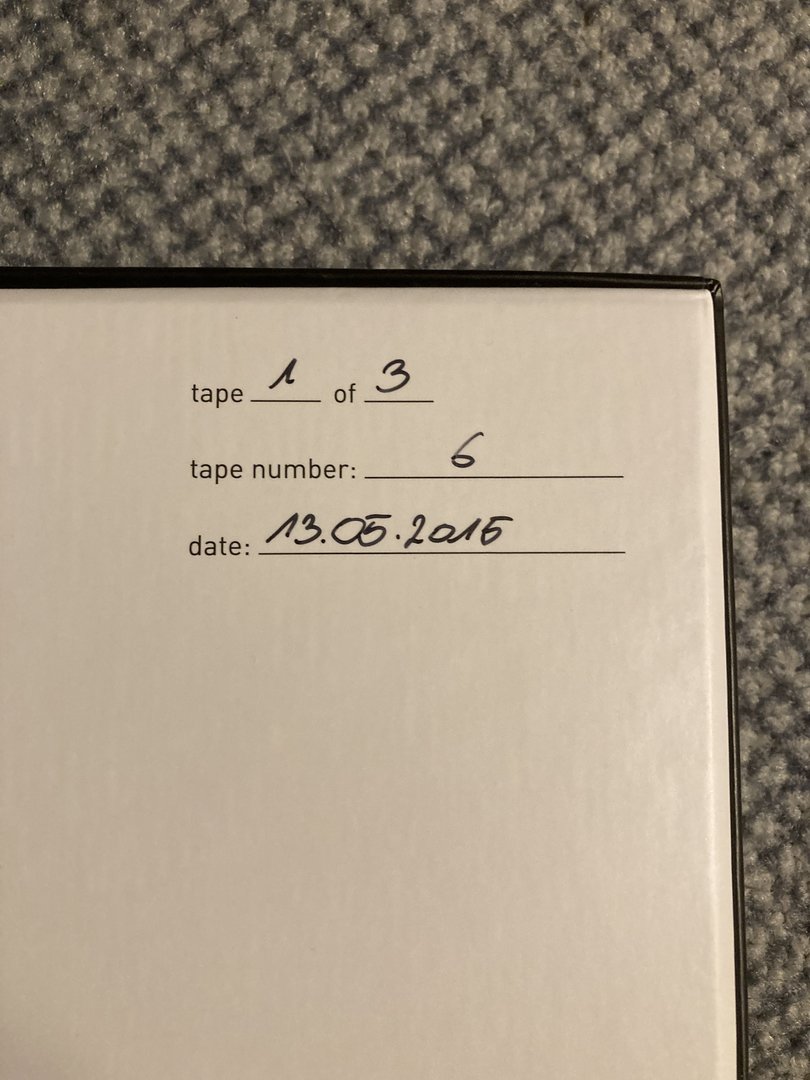 tape 1 of 3
tape number: 6
date: 13.05.2015